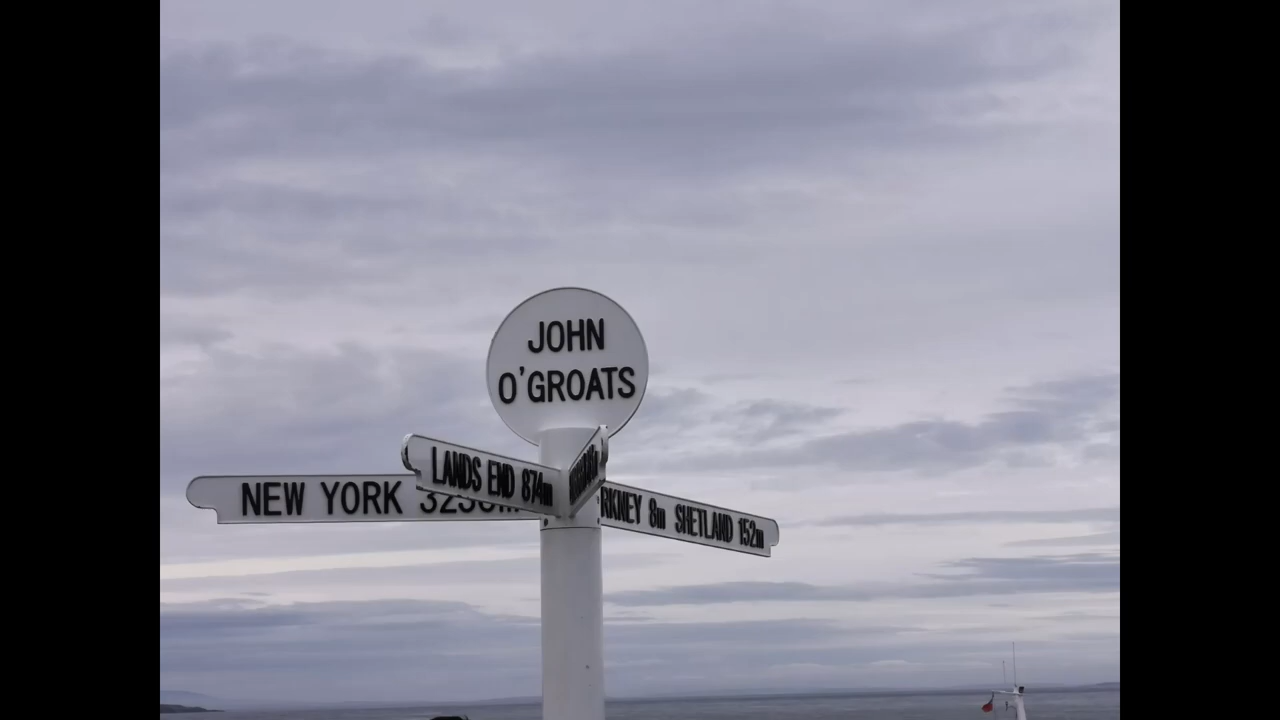 JOHN
O'GROATS
LANDS END 874m
NEW YORK
RKNEY 8m SHETLAND 152m